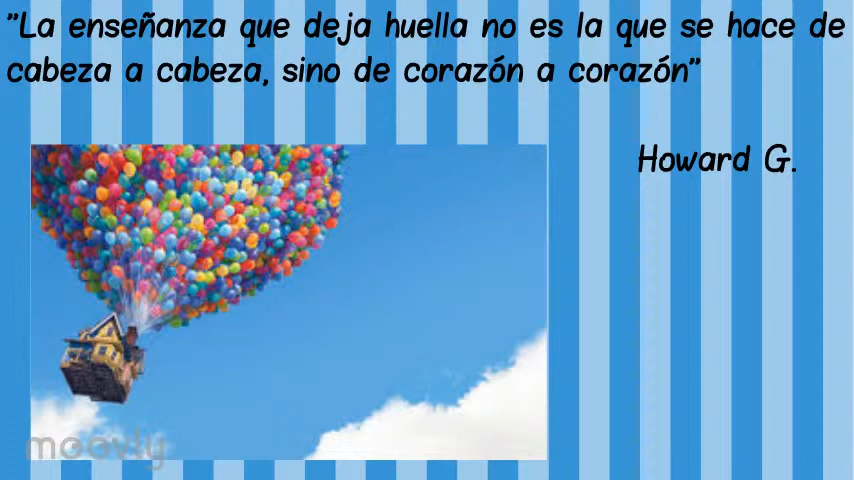 "La enseñanza que deja huella no es la que se hace de
cabeza a cabeza, sino de corazón a corazón"
Howard G.
moovly